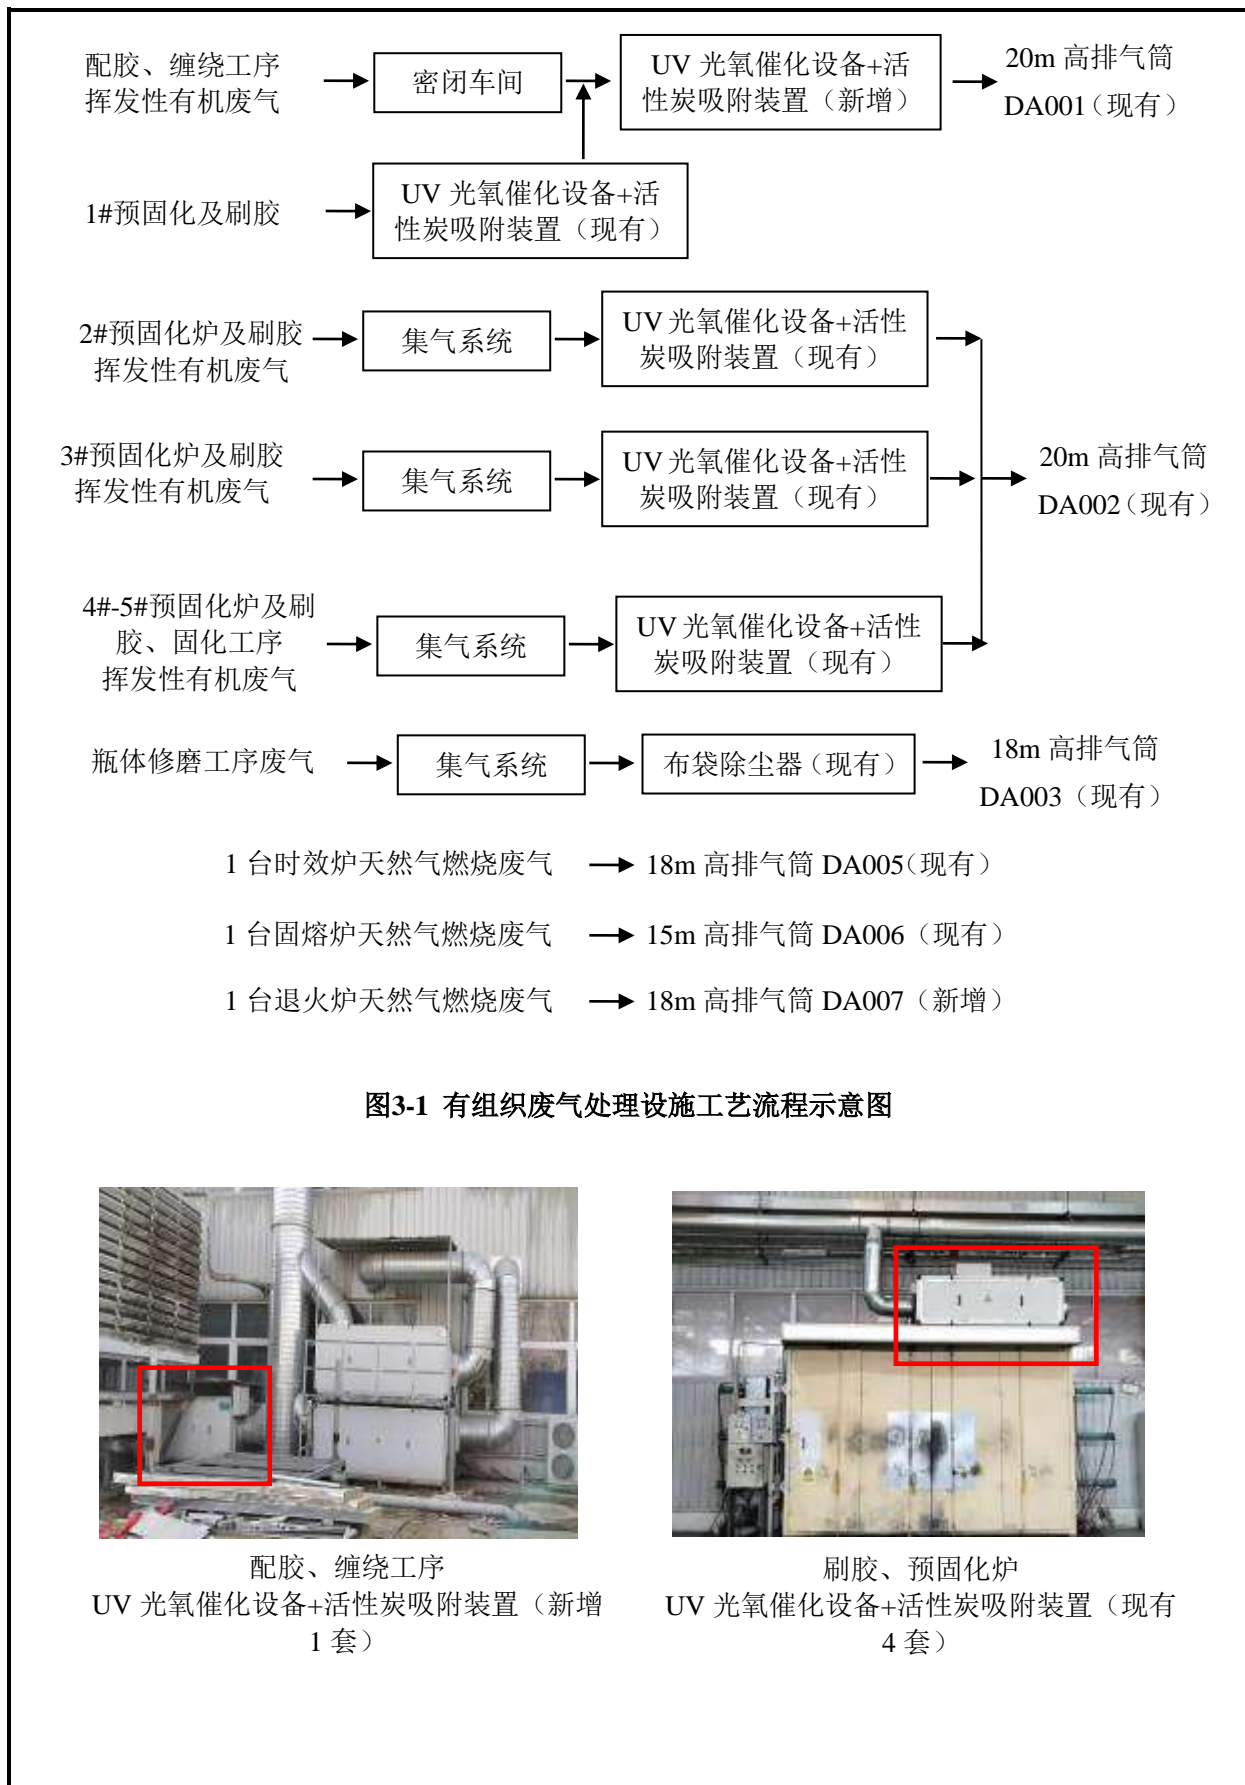 配胶、缠绕工序
挥发性有机废气
密闭车间
UV 光氧催化设备+活
性炭吸附装置（新增）
20m 高排气筒
DA001（现有）
1#预固化及刷胶
UV 光氧催化设备+活
性炭吸附装置（现有）
2#预固化炉及刷胶
挥发性有机废气
集气系统
UV 光氧催化设备+活性
炭吸附装置（现有）
3#预固化炉及刷胶
挥发性有机废气
集气系统
UV 光氧催化设备+活性
炭吸附装置（现有）
20m 高排气筒
DA002（现有）
4#-5#预固化炉及刷
胶、固化工序
挥发性有机废气
集气系统
UV 光氧催化设备+活性
炭吸附装置（现有）
瓶体修磨工序废气
集气系统
布袋除尘器（现有）
18m 高排气筒
DA003（现有）
1 台时效炉天然气燃烧废气
18m 高排气筒 DA005（现有）
1 台固熔炉天然气燃烧废气
15m 高排气筒 DA006（现有）
1 台退火炉天然气燃烧废气
18m 高排气筒 DA007（新增）
图3-1 有组织废气处理设施工艺流程示意图
配胶、缠绕工序
UV 光氧催化设备+活性炭吸附装置（新增
1 套）
刷胶、预固化炉
UV 光氧催化设备+活性炭吸附装置（现有
4 套）